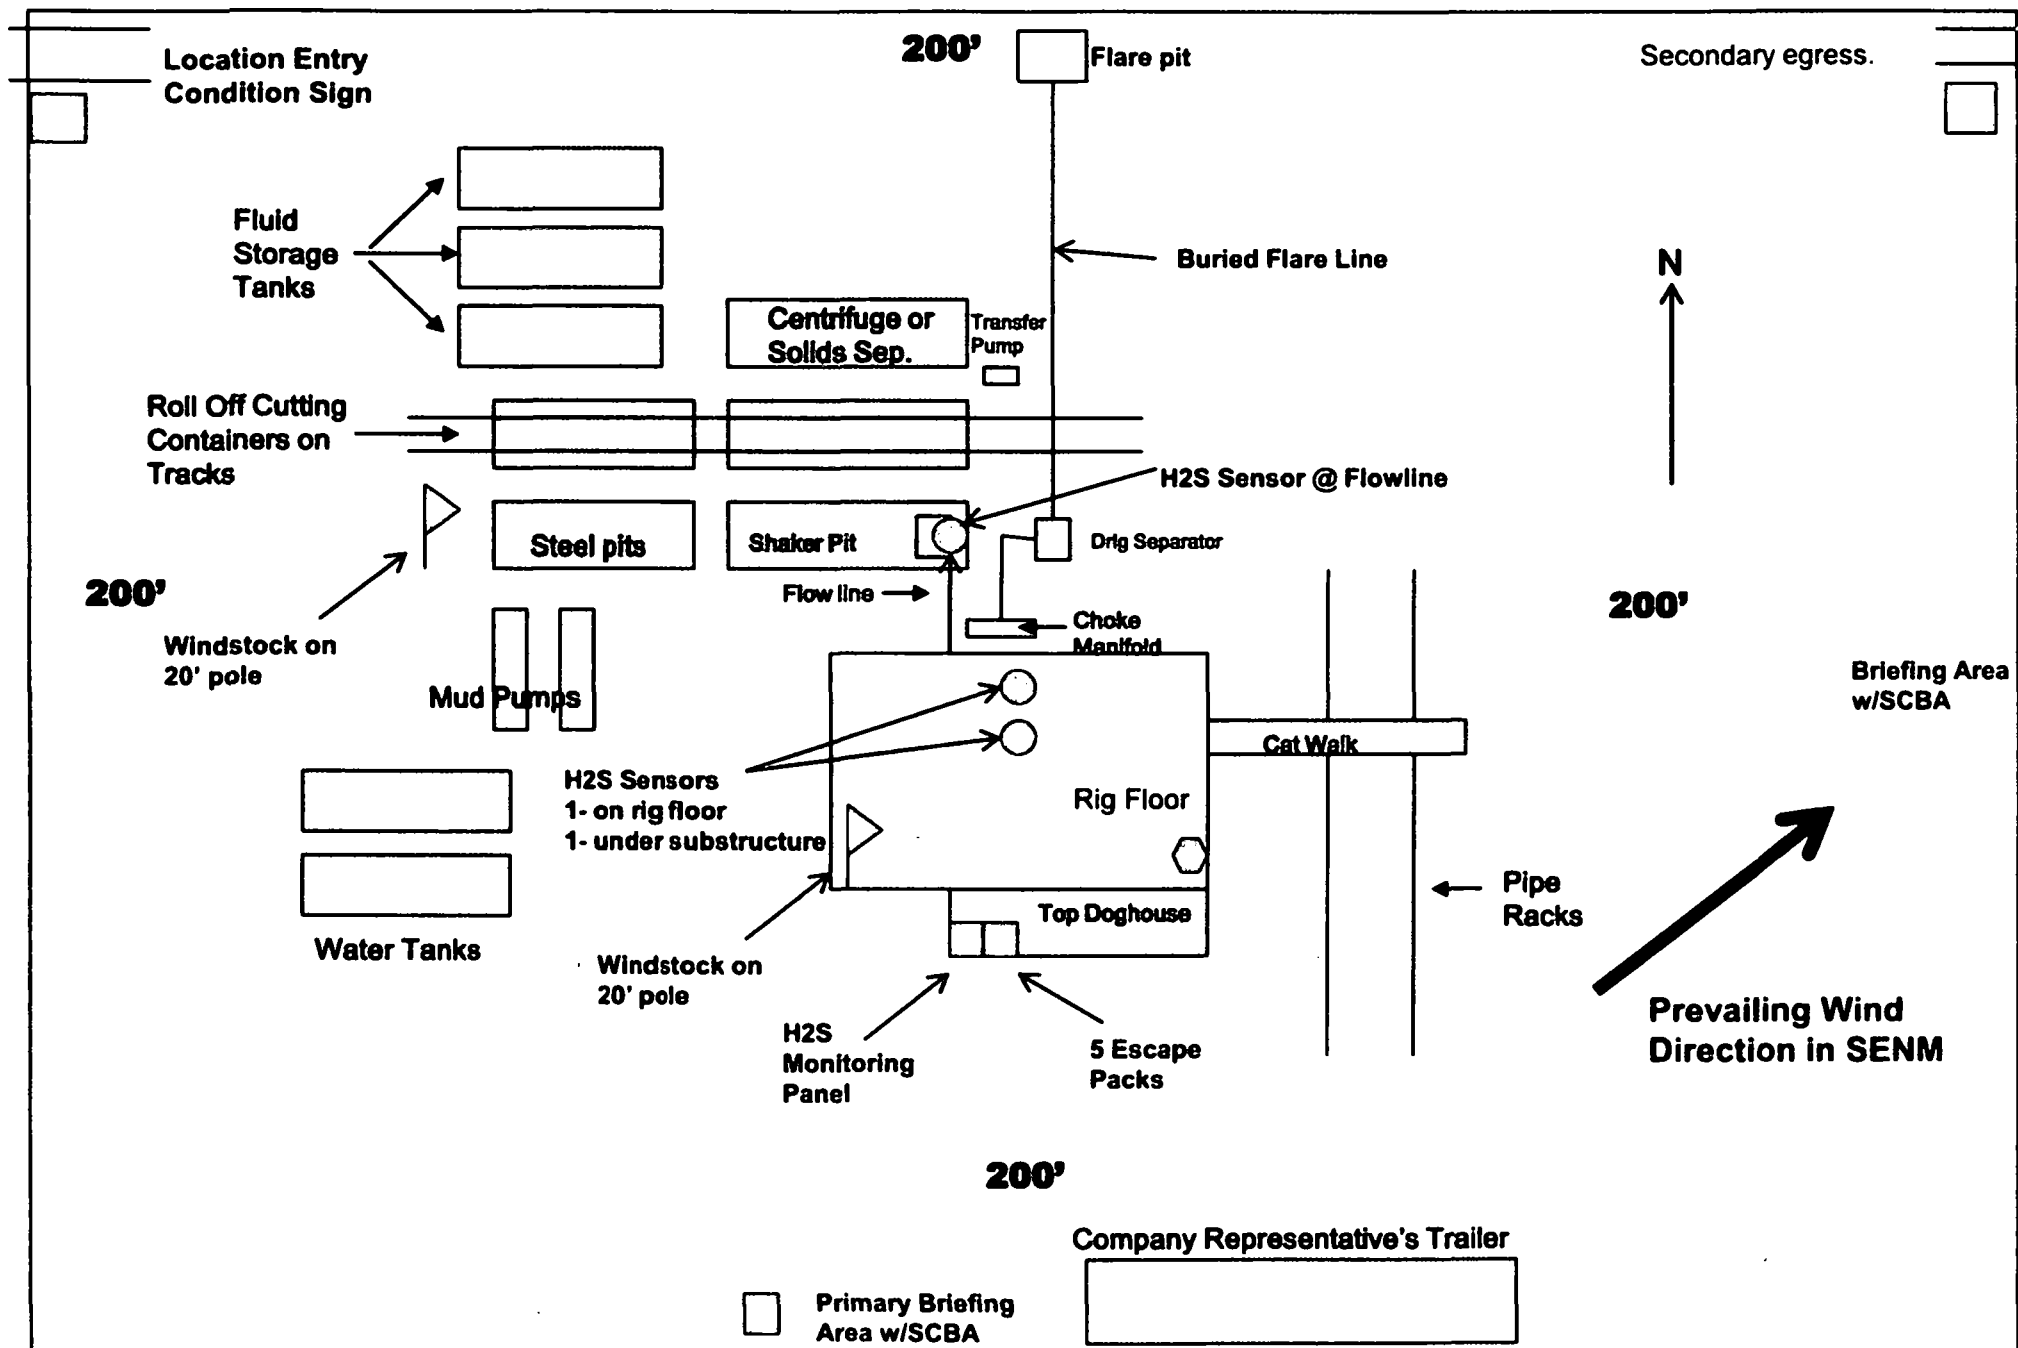 Location Entry
Condition Sign
200'
Flare pit
Secondary egress.
Fluid
Storage
Tanks
Buried Flare Line
N
Centrifuge or
Solids Sep.
Transfer
Pump
Roll Off Cutting
Containers on
Tracks
H2S Sensor @ Flowline
Steel pits
Shaker Pit
Drlg Separator
200'
Flow line
200'
Windstock on
20' pole
Choke
Manifold
Mud Pumps
Briefing Area
w/SCBA
Cat Walk
H2S Sensors
1- on rig floor
1- under substructure
Rig Floor
Pipe
Racks
Top Doghouse
Water Tanks
Windstock on
20' pole
Prevailing Wind
Direction in SENM
H2S
Monitoring
Panel
5 Escape
Packs
200'
Company Representative's Trailer
Primary Briefing
Area w/SCBA